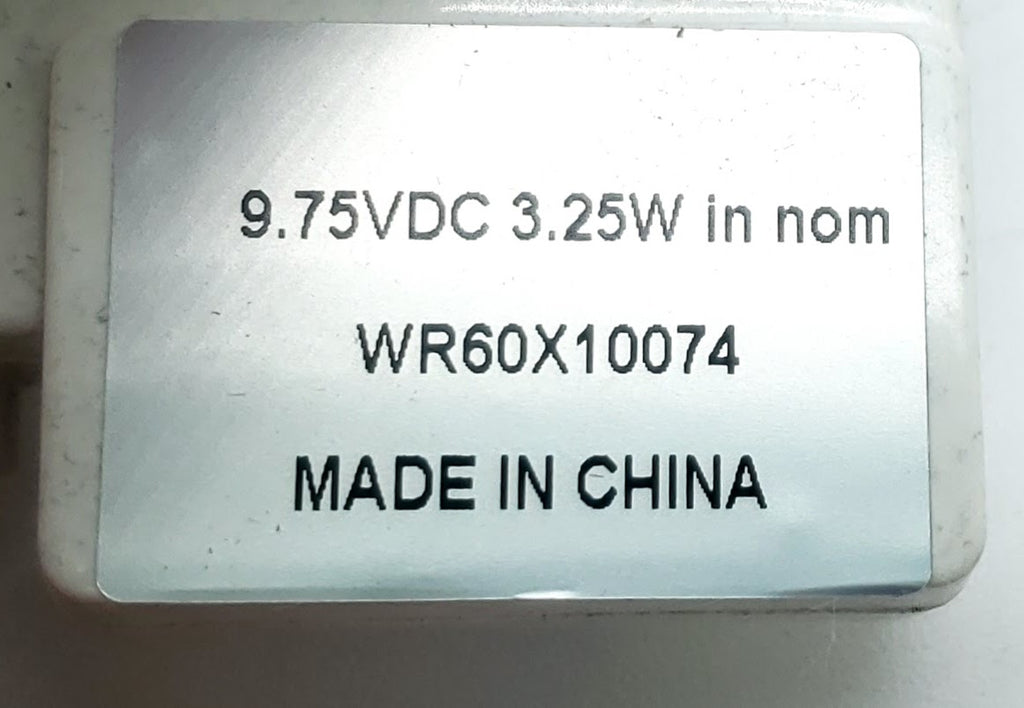 9.75VDC 3.25W in nom
WR60X10074
MADE IN CHINA